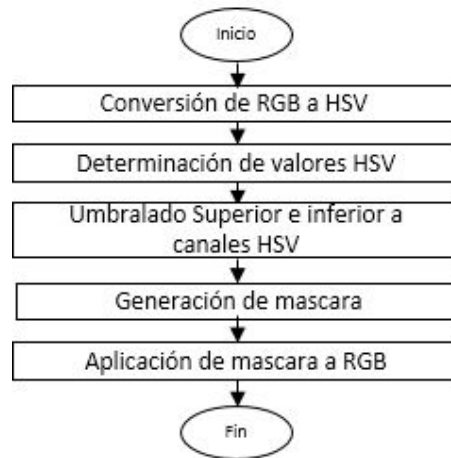 Inicio
Conversión de RGB a HSV
Determinación de valores HSV
Umbralado Superior e inferior a
canales HSV
Generación de mascara
Aplicación de mascara a RGB
Fin